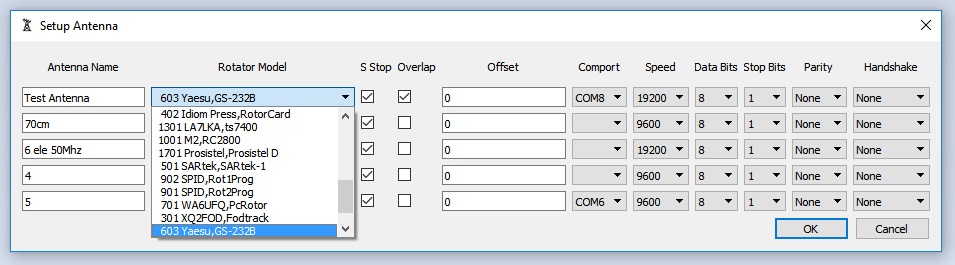 Setup Antenna
Antenna Name Rotator Model S Stop Overlap Offset Comport Speed Data Bits Stop Bits Parity Handshake
Test Antenna 603 Yaesu,GS-232B 0 COM8 19200 8 1 None None
402 Idiom Press,RotorCard
70cm 1301 LA7LKA,ts7400 0 9600 8 1 None None
1001 M2,RC2800
6 ele 50Mhz 1701 Prosistel,Prosistel D 0 19200 8 1 None None
501 SARtek,SARtek-1
4 902 SPID,Rot1Prog 0 9600 8 1 None None
901 SPID,Rot2Prog
5 701 WA6UFQ,PcRotor 0 COM6 9600 8 1 None None
301 XQ2FOD,Fodtrack
603 Yaesu,GS-232B OK Cancel